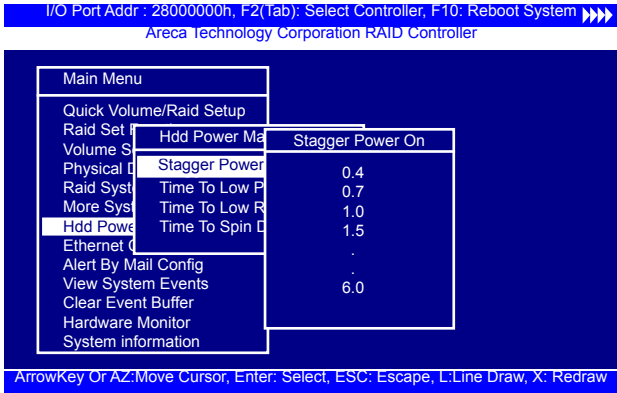 I/O Port Addr : 28000000h, F2(Tab): Select Controller, F10: Reboot System
Areca Technology Corporation RAID Controller
Main Menu
Quick Volume/Raid Setup
Raid Set
Volume S
Physical
Raid Syst
More Syst
Hdd Powe
Ethernet
Alert By Mail Config
View System Events
Clear Event Buffer
Hardware Monitor
System information
Hdd Power Ma
Stagger Power
Time To Low P
Time To Low R
Time To Spin D
Stagger Power On
0.4
0.7
1.0
1.5
.
.
6.0
ArrowKey Or AZ:Move Cursor, Enter: Select, ESC: Escape, L:Line Draw, X: Redraw